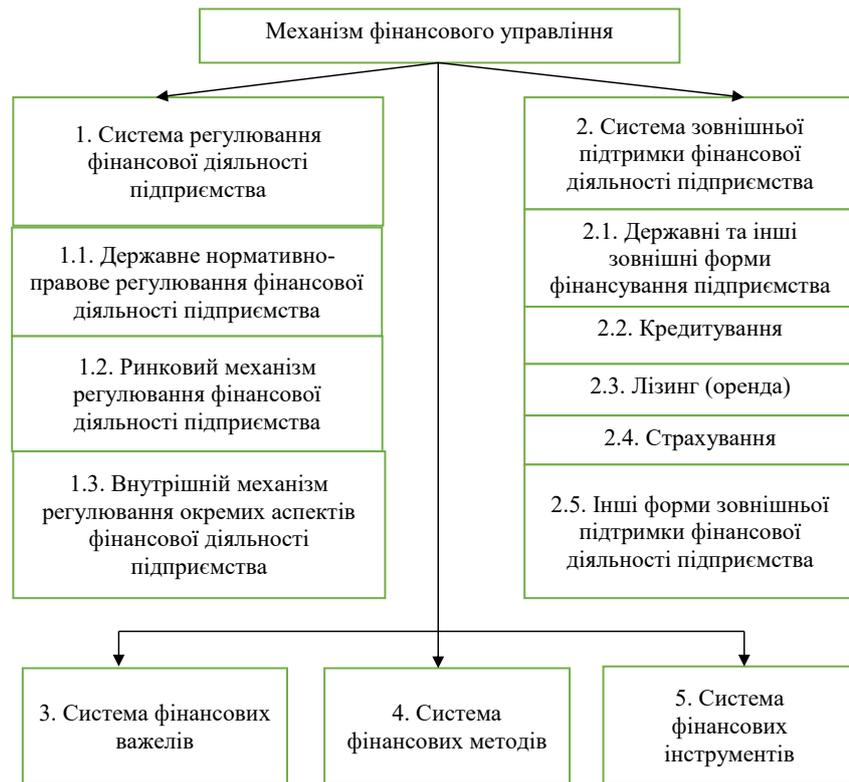 Механізм фінансового управління
1. Система регулювання
фінансової діяльності
підприємства
1.1. Державне нормативно-
правове регулювання фінансової
діяльності підприємства
1.2. Ринковий механізм
регулювання фінансової
діяльності підприємства
1.3. Внутрішній механізм
регулювання окремих аспектів
фінансової діяльності
підприємства
2. Система зовнішньої
підтримки фінансової
діяльності підприємства
2.1. Державні та інші
зовнішні форми
фінансування підприємства
2.2. Кредитування
2.3. Лізинг (оренда)
2.4. Страхування
2.5. Інші форми зовнішньої
підтримки фінансової
діяльності підприємства
3. Система фінансових
важелів
4. Система
фінансових методів
5. Система
фінансових
інструментів